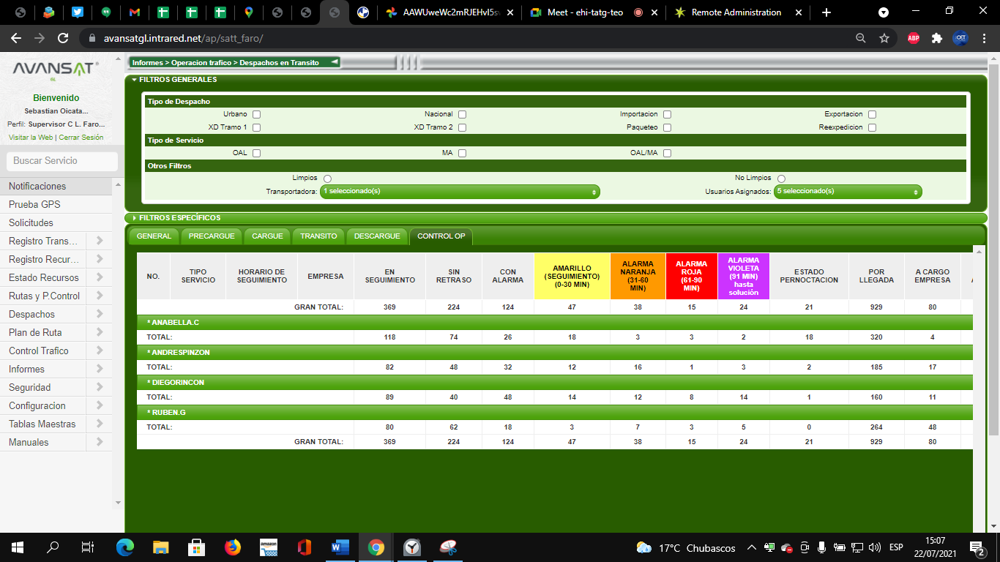 AAWUweWc2mRJEHvI5sv
Meet - ehi-tatg-teo
Remote Administration
avansatgl.intrared.net/ap/satt_faro/
ABP
AVANSAT
GL
Bienvenido
Sebastian Oicata...
Perfil: Supervisor C L. Faro...
Visitar la Web | Cerrar Sesión
Buscar Servicio
Notificaciones
Prueba GPS
Solicitudes
Registro Trans...
Registro Recur...
Estado Recursos
Rutas y P.Control
Despachos
Plan de Ruta
Control Trafico
Informes
Seguridad
Configuracion
Tablas Maestras
Manuales
Informes > Operacion trafico > Despachos en Transito
FILTROS GENERALES
Tipo de Despacho
Urbano Nacional Importacion Exportacion
XD Tramo 1 XD Tramo 2 Paqueteo Reexpedicion
Tipo de Servicio
OAL MA OAL/MA
Otros Filtros
Limpios No Limpios
Transportadora: 1 seleccionado(s) Usuarios Asignados: 5 seleccionado(s)
FILTROS ESPECÍFICOS
GENERAL PRECARGUE CARGUE TRANSITO DESCARGUE CONTROL OP
NO. TIPO SERVICIO HORARIO DE SEGUIMIENTO EMPRESA EN SEGUIMIENTO SIN RETRASO CON ALARMA AMARILLO (SEGUIMIENTO) (0-30 MIN) ALARMA NARANJA (31-60 MIN) ALARMA ROJA (61-90 MIN) ALARMA VIOLETA (91 MIN) hasta solución ESTADO PERNOCTACION POR LLEGADA A CARGO EMPRESA
GRAN TOTAL: 369 224 124 47 38 15 24 21 929 80
* ANABELLA.C
TOTAL: 118 74 26 18 3 3 2 18 320 4
* ANDRESPINZON
TOTAL: 82 48 32 12 16 1 3 2 185 17
* DIEGORINCON
TOTAL: 89 40 48 14 12 8 14 1 160 11
* RUBEN.G
TOTAL: 80 62 18 3 7 3 5 0 264 48
GRAN TOTAL: 369 224 124 47 38 15 24 21 929 80
amazon
17°C Chubascos
ESP
15:07
22/07/2021
2